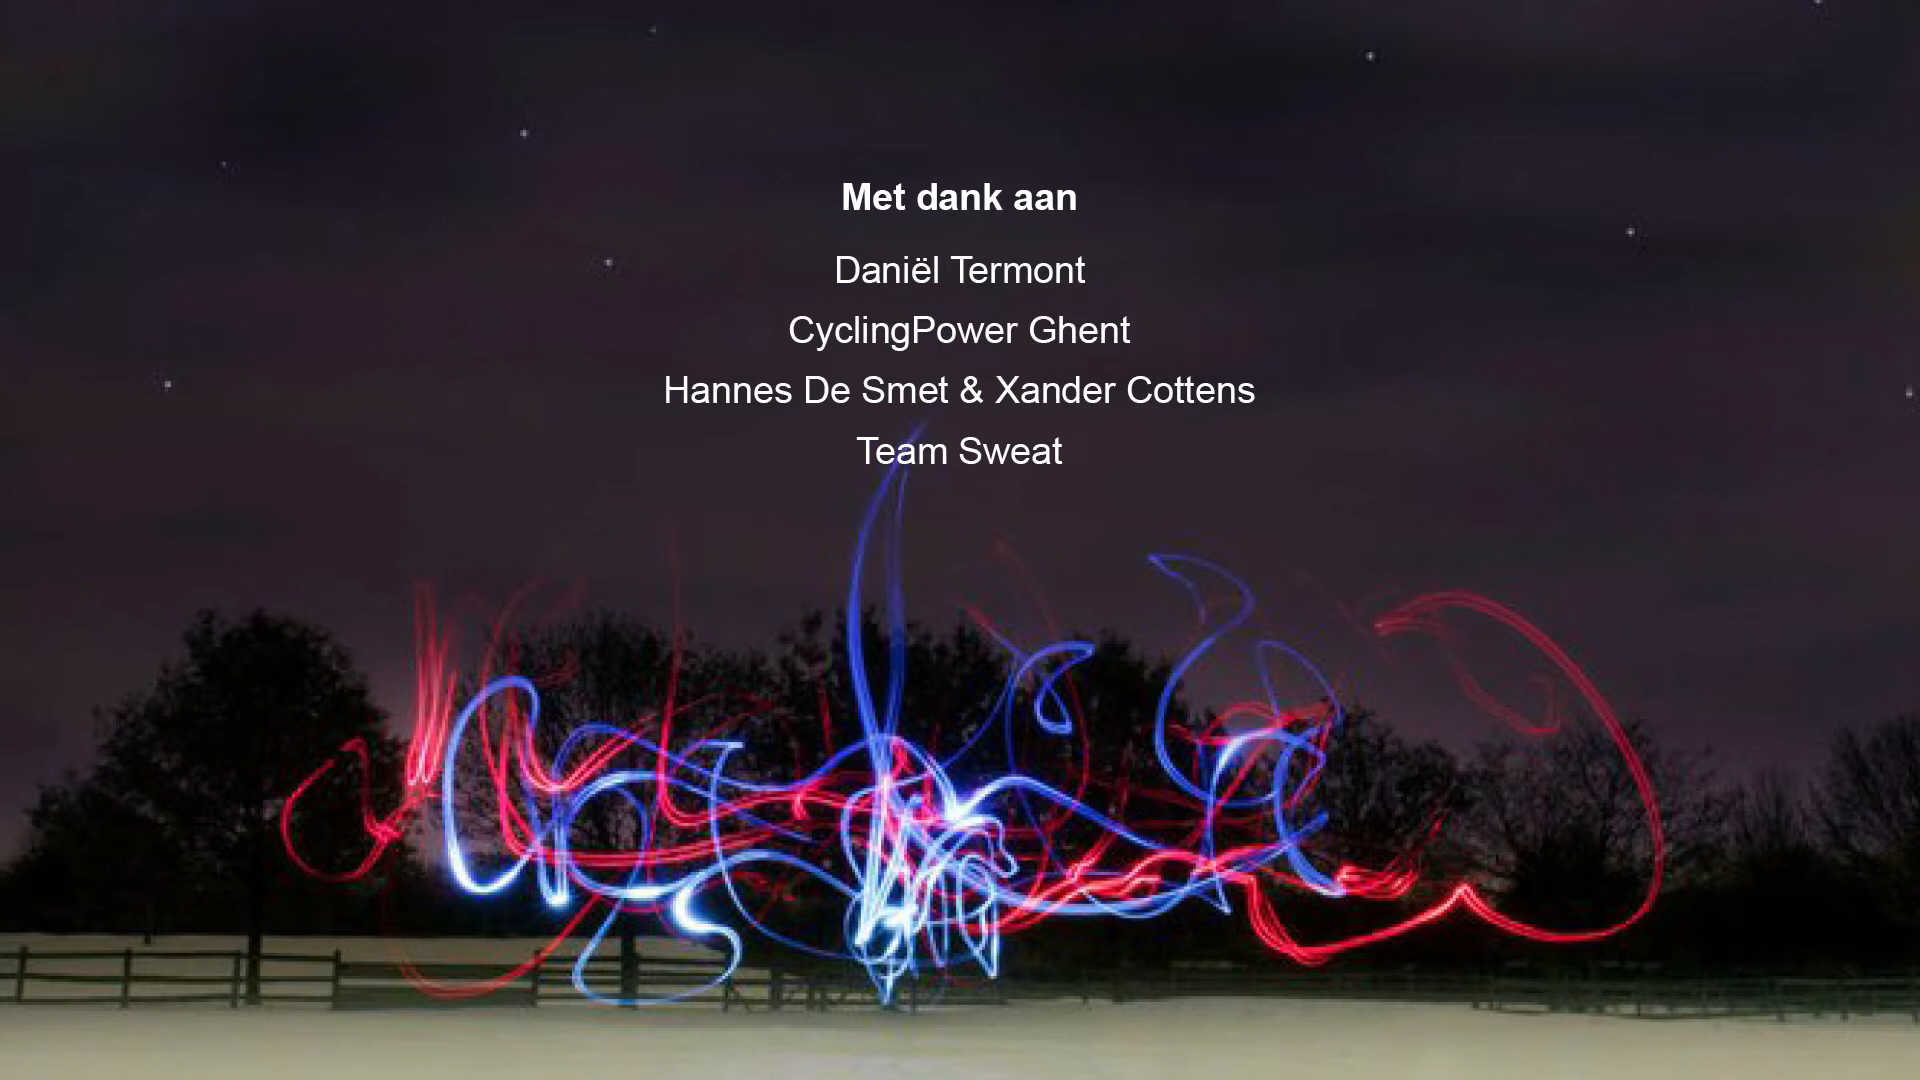 Met dank aan
Daniël Termont
CyclingPower Ghent
Hannes De Smet & Xander Cottens
Team Sweat